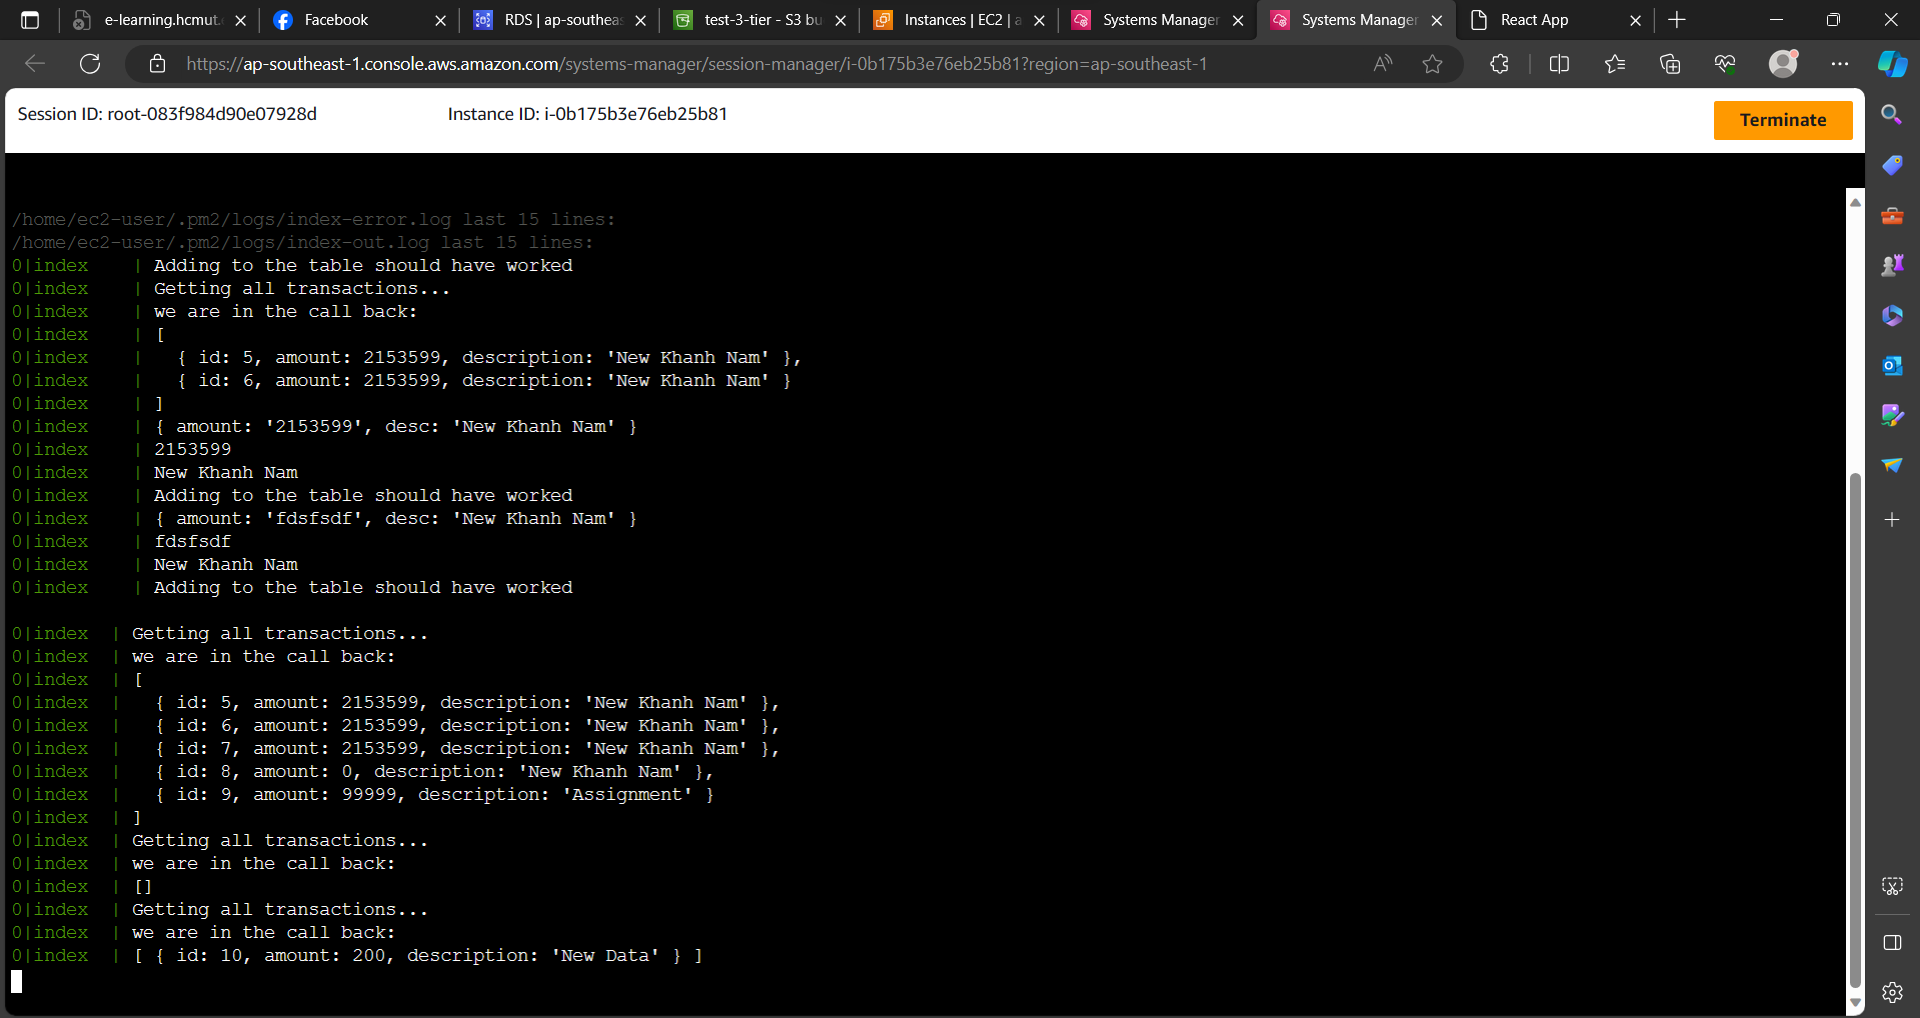 e-learning.hcmut.
Facebook
RDS | ap-southeas
test-3-tier - S3 bu
Instances | EC2 | a
Systems Manager
Systems Manager
React App
https://ap-southeast-1.console.aws.amazon.com/systems-manager/session-manager/i-0b175b3e76eb25b81?region=ap-southeast-1
Session ID: root-083f984d90e07928d
Instance ID: i-0b175b3e76eb25b81
Terminate
/home/ec2-user/.pm2/logs/index-error.log last 15 lines:
/home/ec2-user/.pm2/logs/index-out.log last 15 lines:
0|index    | Adding to the table should have worked
0|index    | Getting all transactions...
0|index    | we are in the call back:
0|index    | [
0|index    |   { id: 5, amount: 2153599, description: 'New Khanh Nam' },
0|index    |   { id: 6, amount: 2153599, description: 'New Khanh Nam' }
0|index    | ]
0|index    | { amount: '2153599', desc: 'New Khanh Nam' }
0|index    | 2153599
0|index    | New Khanh Nam
0|index    | Adding to the table should have worked
0|index    | { amount: 'fdsfsdf', desc: 'New Khanh Nam' }
0|index    | fdsfsdf
0|index    | New Khanh Nam
0|index    | Adding to the table should have worked
0|index  | Getting all transactions...
0|index  | we are in the call back:
0|index  | [
0|index  |   { id: 5, amount: 2153599, description: 'New Khanh Nam' },
0|index  |   { id: 6, amount: 2153599, description: 'New Khanh Nam' },
0|index  |   { id: 7, amount: 2153599, description: 'New Khanh Nam' },
0|index  |   { id: 8, amount: 0, description: 'New Khanh Nam' },
0|index  |   { id: 9, amount: 99999, description: 'Assignment' }
0|index  | ]
0|index  | Getting all transactions...
0|index  | we are in the call back:
0|index  | []
0|index  | Getting all transactions...
0|index  | we are in the call back:
0|index  | [ { id: 10, amount: 200, description: 'New Data' } ]